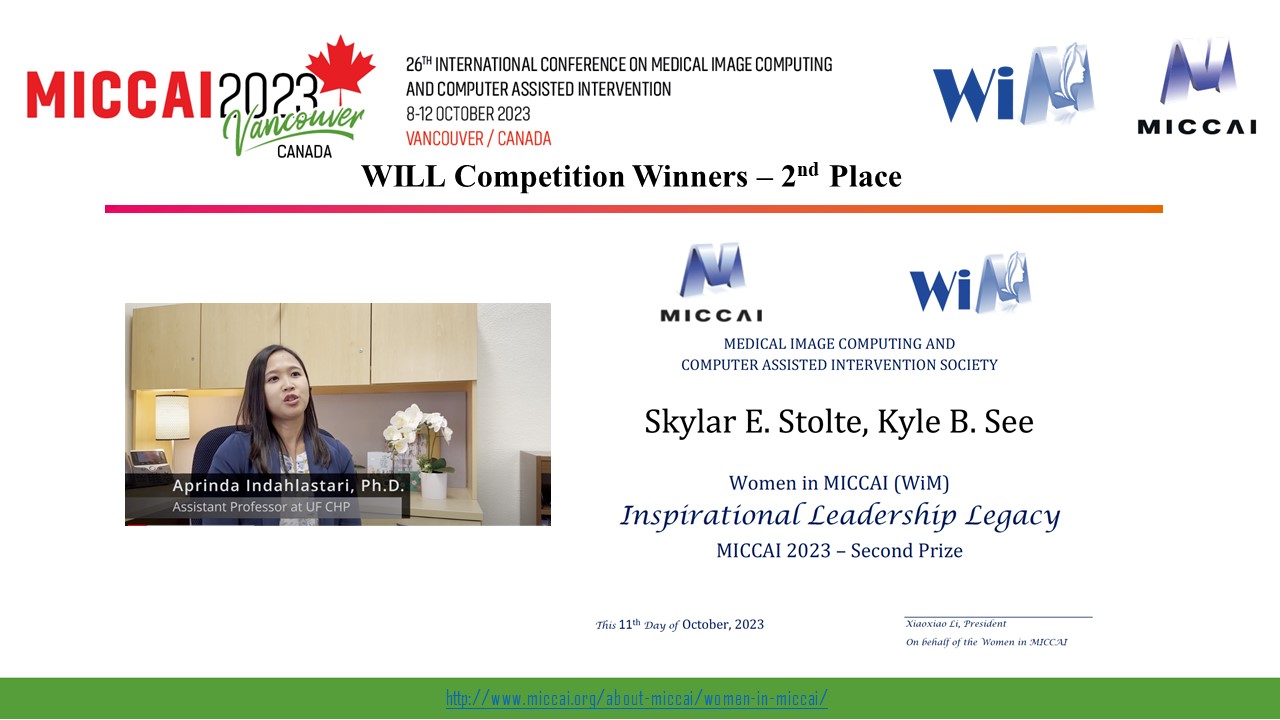 MICCAI2023
Vancouver
CANADA
26TH INTERNATIONAL CONFERENCE ON MEDICAL IMAGE COMPUTING
AND COMPUTER ASSISTED INTERVENTION
8-12 OCTOBER 2023
VANCOUVER / CANADA
WiM
MICCAI
WILL Competition Winners – 2nd Place
MICCAI
WiM
MEDICAL IMAGE COMPUTING AND
COMPUTER ASSISTED INTERVENTION SOCIETY
Skylar E. Stolte, Kyle B. See
Women in MICCAI (WiM)
Inspirational Leadership Legacy
MICCAI 2023 – Second Prize
This 11th Day of October, 2023
Xiaoxiao Li, President
On behalf of the Women in MICCAI
Aprinda Indahlastari, Ph.D.
Assistant Professor at UF CHP
http://www.miccai.org/about-miccai/women-in-miccai/